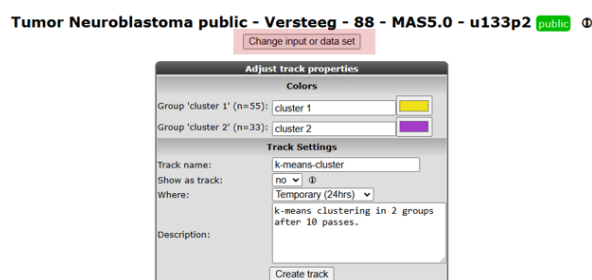 Tumor Neuroblastoma public - Versteeg - 88 - MAS5.0 - u133p2 public
Change input or data set
Adjust track properties
Colors
Group 'cluster 1' (n=55): cluster 1
Group 'cluster 2' (n=33): cluster 2
Track Settings
Track name: k-means-cluster
Show as track: no
Where: Temporary (24hrs)
Description: k-means clustering in 2 groups
after 10 passes.
Create track